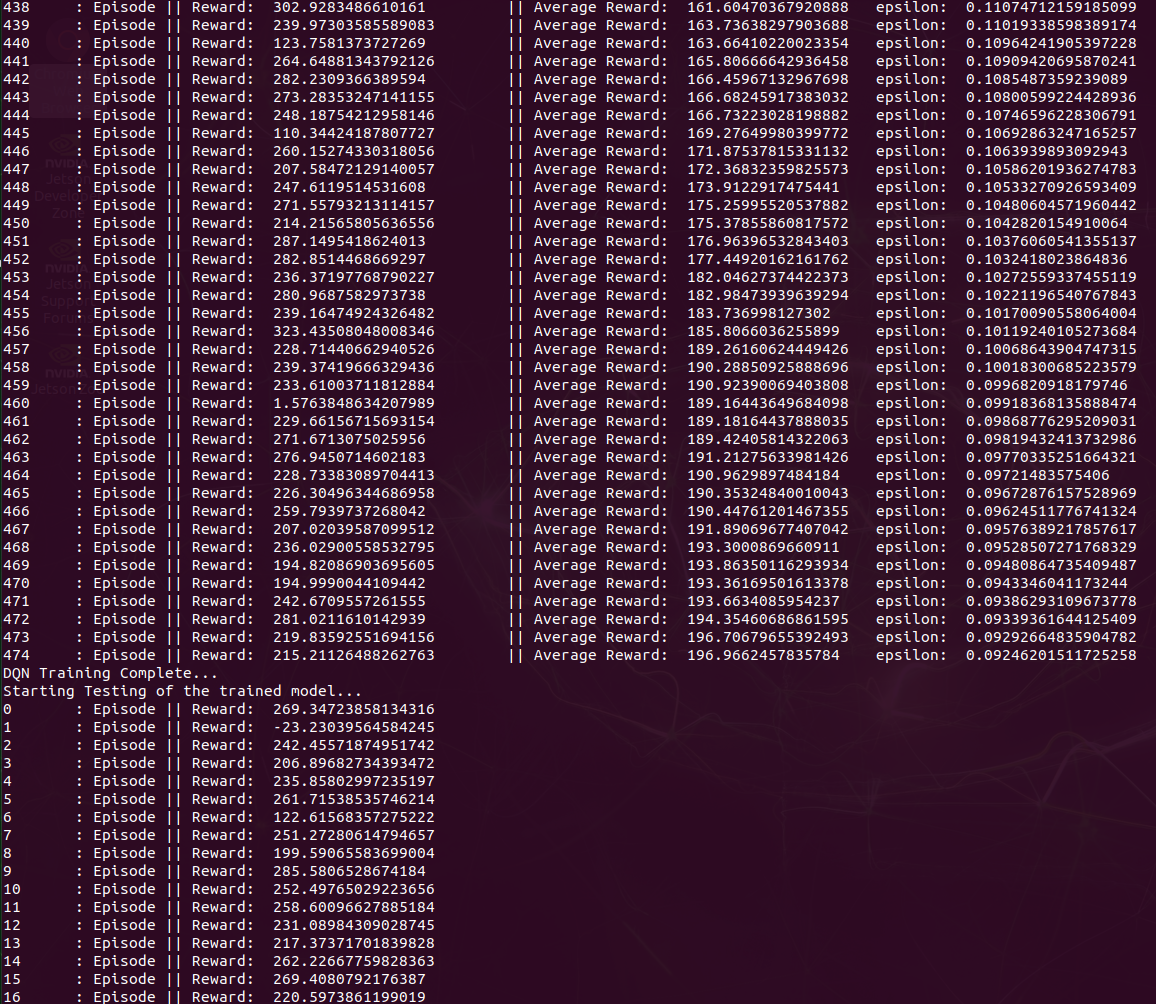 438 : Episode || Reward: 302.9283486610161 || Average Reward: 161.60470367920888 epsilon: 0.11074712159185099
439 : Episode || Reward: 239.97303585589083 || Average Reward: 163.73638297903688 epsilon: 0.11019338598389174
440 : Episode || Reward: 123.7581373727269 || Average Reward: 163.66410220023354 epsilon: 0.10964241905397228
441 : Episode || Reward: 264.64881343792126 || Average Reward: 165.80666642936458 epsilon: 0.10909420695870241
442 : Episode || Reward: 282.2309366389594 || Average Reward: 166.45967132967698 epsilon: 0.1085487359239089
443 : Episode || Reward: 273.28353247141155 || Average Reward: 166.68245917383032 epsilon: 0.10800599224428936
444 : Episode || Reward: 248.18754212958146 || Average Reward: 166.73223028198882 epsilon: 0.10746596228306791
445 : Episode || Reward: 110.34424187807727 || Average Reward: 169.27649980399772 epsilon: 0.10692863247165257
446 : Episode || Reward: 260.15274330318056 || Average Reward: 171.87537815331132 epsilon: 0.1063939893092943
447 : Episode || Reward: 207.58472129140057 || Average Reward: 172.36832359825573 epsilon: 0.10586201936274783
448 : Episode || Reward: 247.6119514531608 || Average Reward: 173.9122917475441 epsilon: 0.10533270926593409
449 : Episode || Reward: 271.55793213114157 || Average Reward: 175.25995520537882 epsilon: 0.10480604571960442
450 : Episode || Reward: 214.21565805636556 || Average Reward: 175.37855860817572 epsilon: 0.1042820154910064
451 : Episode || Reward: 287.1495418624013 || Average Reward: 176.96396532843403 epsilon: 0.10376060541355137
452 : Episode || Reward: 282.8514468669297 || Average Reward: 177.44920162161762 epsilon: 0.1032418023864836
453 : Episode || Reward: 236.37197768790227 || Average Reward: 182.04627374422373 epsilon: 0.10272559337455119
454 : Episode || Reward: 280.9687582973738 || Average Reward: 182.98473939639294 epsilon: 0.10221196540767843
455 : Episode || Reward: 239.16474924326482 || Average Reward: 183.736998127302 epsilon: 0.10170090558064004
456 : Episode || Reward: 323.43508048008346 || Average Reward: 185.8066036255899 epsilon: 0.10119240105273684
457 : Episode || Reward: 228.71440662940526 || Average Reward: 189.26160624449426 epsilon: 0.10068643904747315
458 : Episode || Reward: 239.37419666329436 || Average Reward: 190.28850925888696 epsilon: 0.10018300685223579
459 : Episode || Reward: 233.61003711812884 || Average Reward: 190.92390069403808 epsilon: 0.0996820918179746
460 : Episode || Reward: 1.5763848634207989 || Average Reward: 189.16443649684098 epsilon: 0.09918368135888474
461 : Episode || Reward: 229.66156715693154 || Average Reward: 189.18164437888035 epsilon: 0.09868776295209031
462 : Episode || Reward: 271.6713075025956 || Average Reward: 189.42405814322063 epsilon: 0.09819432413732986
463 : Episode || Reward: 276.9450714602183 || Average Reward: 191.21275633981426 epsilon: 0.09770335251664321
464 : Episode || Reward: 228.73383089704413 || Average Reward: 190.9629897484184 epsilon: 0.09721483575406
465 : Episode || Reward: 226.30496344686958 || Average Reward: 190.35324840010043 epsilon: 0.09672876157528969
466 : Episode || Reward: 259.7939737268042 || Average Reward: 190.44761201467355 epsilon: 0.09624511776741324
467 : Episode || Reward: 207.02039587099512 || Average Reward: 191.89069677407042 epsilon: 0.09576389217857617
468 : Episode || Reward: 236.02900558532795 || Average Reward: 193.3000869660911 epsilon: 0.09528507271768329
469 : Episode || Reward: 194.82086903695605 || Average Reward: 193.86350116293934 epsilon: 0.09480864735409487
470 : Episode || Reward: 194.9990044109442 || Average Reward: 193.36169501613378 epsilon: 0.0943346041173244
471 : Episode || Reward: 242.6709557261555 || Average Reward: 193.6634085954237 epsilon: 0.09386293109673778
472 : Episode || Reward: 281.0211610142939 || Average Reward: 194.35460686861595 epsilon: 0.09339361644125409
473 : Episode || Reward: 219.83592551694156 || Average Reward: 196.70679655392493 epsilon: 0.09292664835904782
474 : Episode || Reward: 215.21126488262763 || Average Reward: 196.9662457835784 epsilon: 0.09246201511725258
DQN Training Complete...
Starting Testing of the trained model...
0 : Episode || Reward: 269.34723858134316
1 : Episode || Reward: -23.23039564584245
2 : Episode || Reward: 242.45571874951742
3 : Episode || Reward: 206.89682734393472
4 : Episode || Reward: 235.85802997235197
5 : Episode || Reward: 261.71538535746214
6 : Episode || Reward: 122.61568357275222
7 : Episode || Reward: 251.27280614794657
8 : Episode || Reward: 199.59065583699004
9 : Episode || Reward: 285.5806528674184
10 : Episode || Reward: 252.49765029223656
11 : Episode || Reward: 258.60096627885184
12 : Episode || Reward: 231.08984309028745
13 : Episode || Reward: 217.37371701839828
14 : Episode || Reward: 262.22667759828363
15 : Episode || Reward: 269.4080792176387
16 : Episode || Reward: 220.5973861199019
NVIDIA
Jetson
Zone
NVIDIA
Jetson
Support
NVIDIA